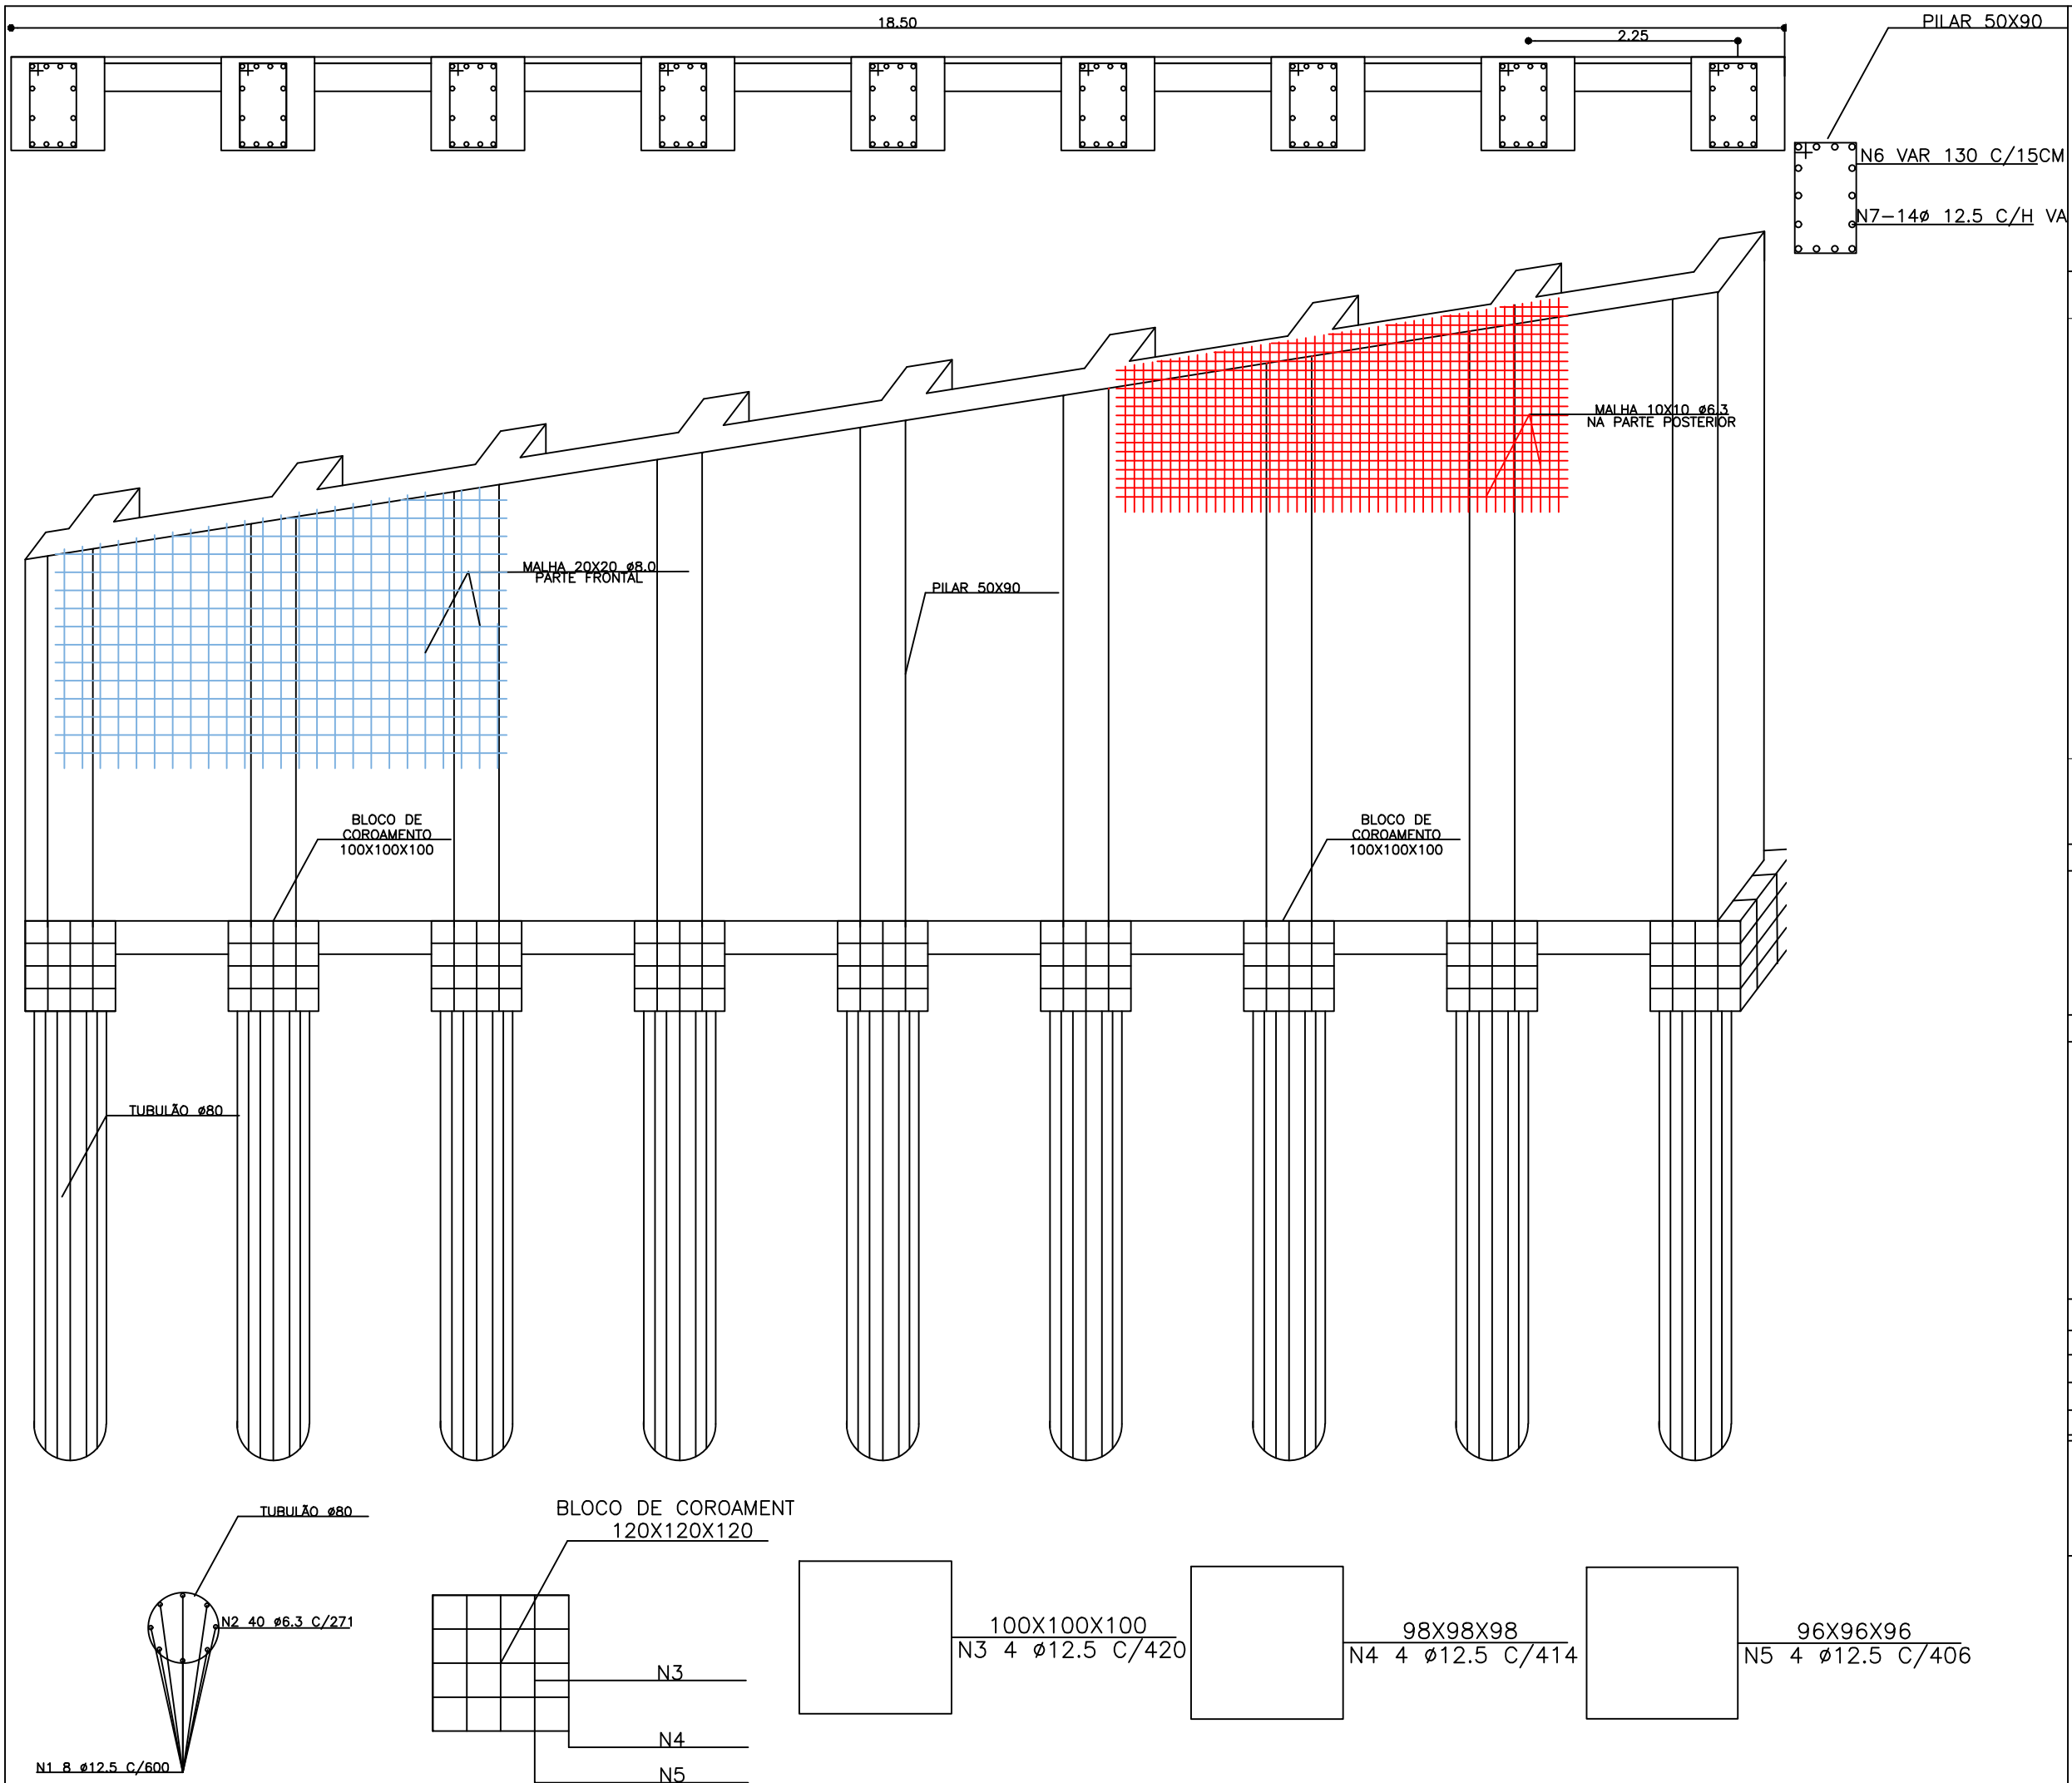 18.50
2.25
PILAR 50X90
N6 VAR 130 C/15CM
N7-14ø 12.5 C/H VA
MALHA 10X10 ø6.3
NA PARTE POSTERIOR
MALHA 20X20 ø8.0
PARTE FRONTAL
PILAR 50X90
BLOCO DE
COROAMENTO
100X100X100
BLOCO DE
COROAMENTO
100X100X100
TUBULÃO ø80
TUBULÃO ø80
N2 40 ø6.3 C/271
N1 8 ø12.5 C/600
BLOCO DE COROAMENT
120X120X120
N3
N4
N5
100X100X100
N3 4 ø12.5 C/420
98X98X98
N4 4 ø12.5 C/414
96X96X96
N5 4 ø12.5 C/406